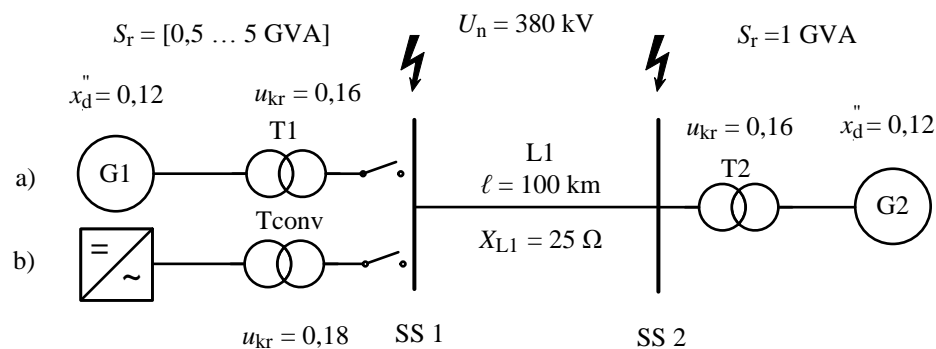 S_r = [0,5 … 5 GVA]
U_n = 380 kV
S_r =1 GVA
x_d'' = 0,12
u_kr = 0,16
u_kr = 0,16
x_d'' = 0,12
T1
L1
T2
a)
G1
ℓ = 100 km
G2
Tconv
X_L1 = 25 Ω
b)
=
~
u_kr = 0,18
SS 1
SS 2